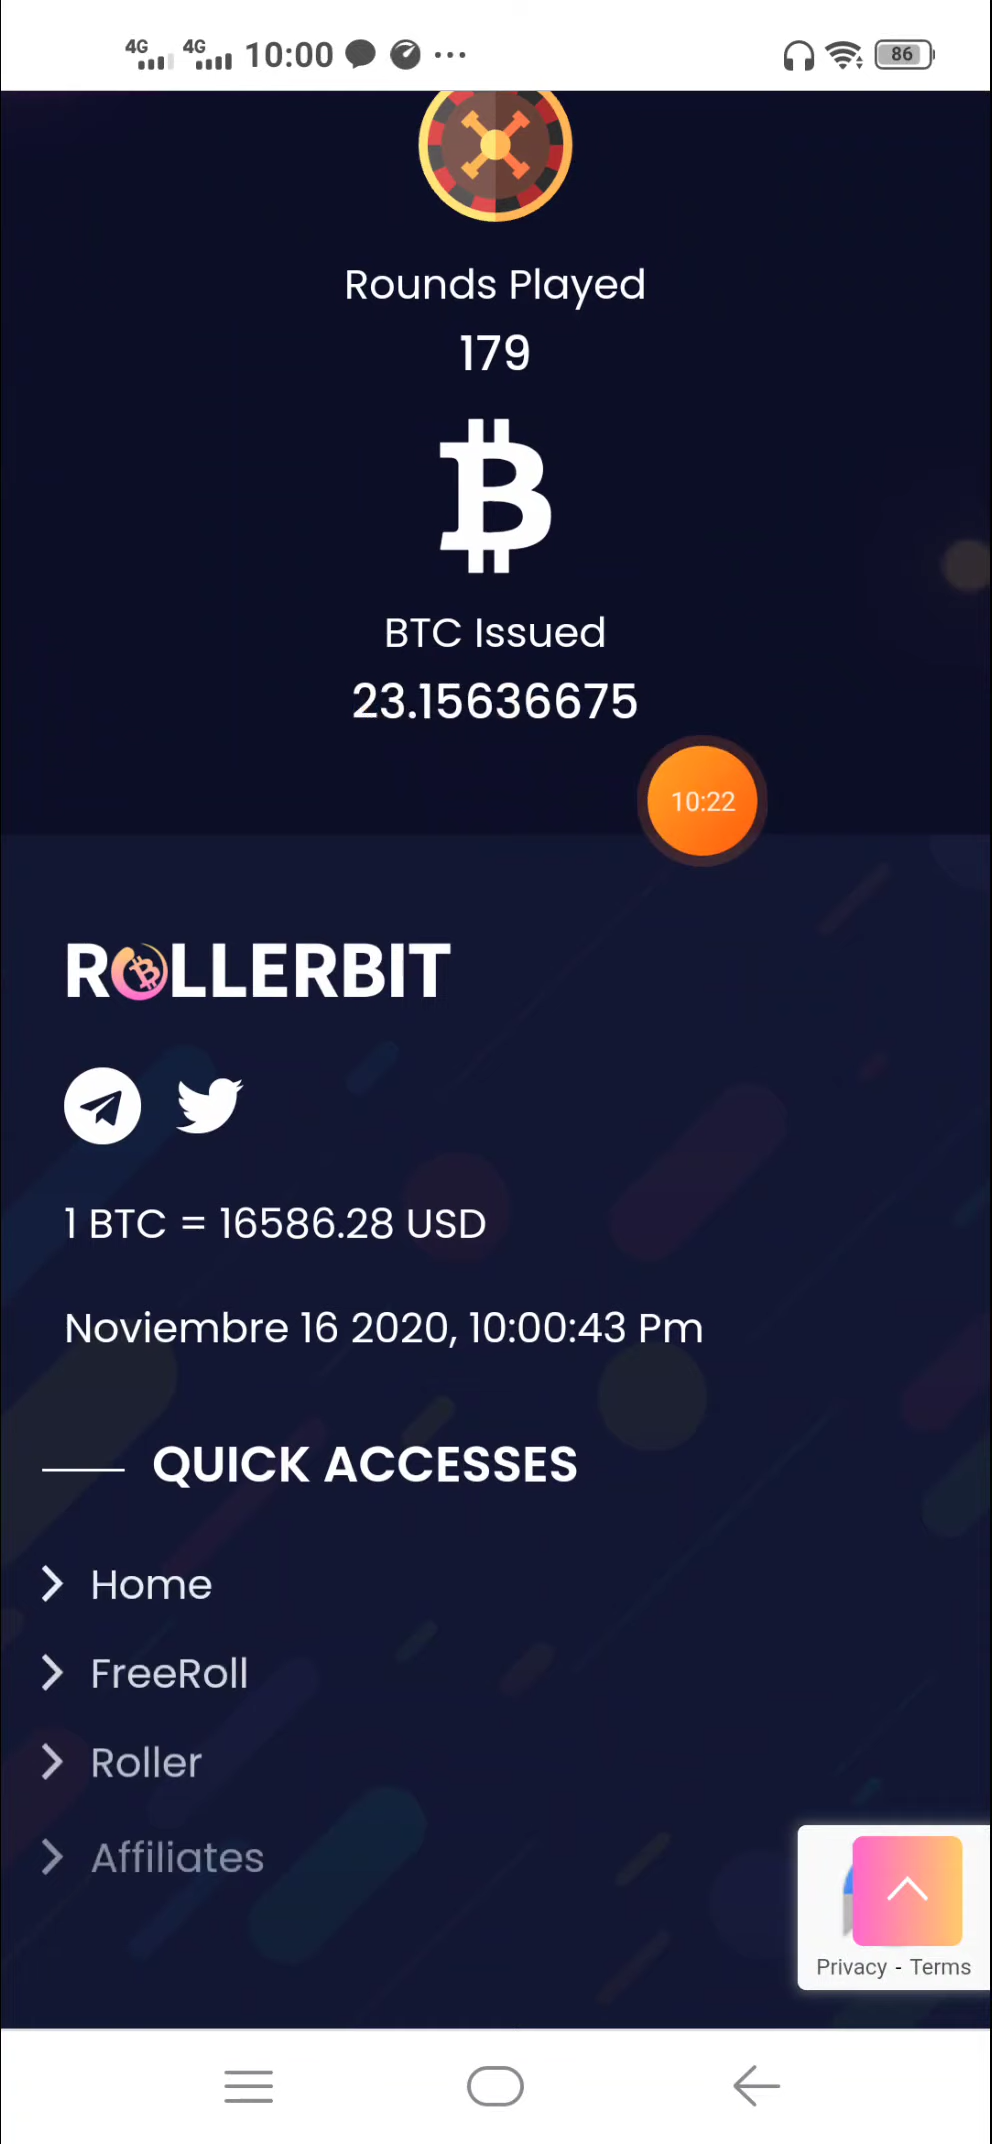 4G 4G 10:00 86
Rounds Played
179
BTC Issued
23.15636675
10:22
ROLLERBIT
1 BTC = 16586.28 USD
Noviembre 16 2020, 10:00:43 Pm
QUICK ACCESSES
Home
FreeRoll
Roller
Affiliates
Privacy - Terms